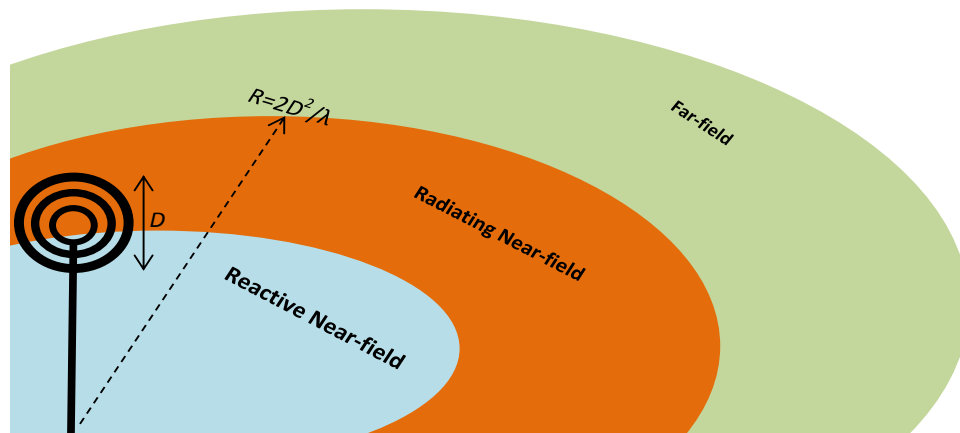 R=2D²/λ
Far-field
Radiating Near-field
D
Reactive Near-field